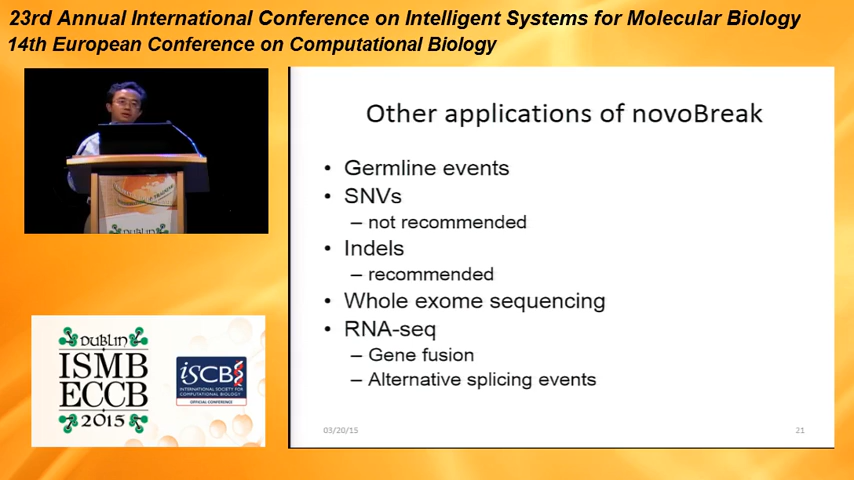 23rd Annual International Conference on Intelligent Systems for Molecular Biology
14th European Conference on Computational Biology
Other applications of novoBreak
• Germline events
• SNVs
– not recommended
• Indels
– recommended
• Whole exome sequencing
• RNA-seq
– Gene fusion
– Alternative splicing events
03/20/15
21
DUBLIN
DUBLIN
ISMB
ECCB
2015
ISCB
INTERNATIONAL SOCIETY FOR
COMPUTATIONAL BIOLOGY
OFFICIAL CONFERENCE